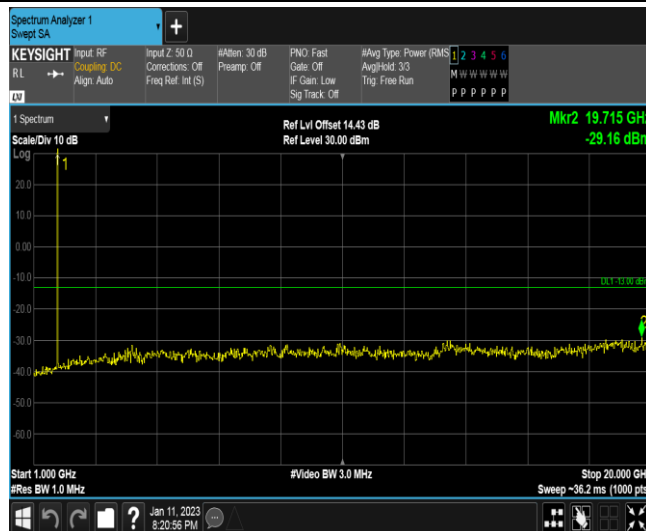 Spectrum Analyzer 1
Swept SA
+
KEYSIGHT Input: RF Input Z: 50 Ω #Atten: 30 dB PNO: Fast #Avg Type: Power (RMS 1 2 3 4 5 6
RL Coupling: DC Corrections: Off Preamp: Off Gate: Off Avg|Hold: 3/3 M W W W W W
Align: Auto Freq Ref: Int (S) IF Gain: Low Trig: Free Run
Sig Track: Off P P P P P P
LXI
1 Spectrum
Ref Lvl Offset 14.43 dB Mkr2 19.715 GHz
Scale/Div 10 dB Ref Level 30.00 dBm -29.16 dBm
Log
1
20.0
10.0
0.00
-10.0
DL1 -13.00 dBm
-20.0
2
-30.0
-40.0
-50.0
-60.0
Start 1.000 GHz #Video BW 3.0 MHz Stop 20.000 GH
#Res BW 1.0 MHz Sweep ~36.2 ms (1000 pts
? Jan 11, 2023
8:20:56 PM